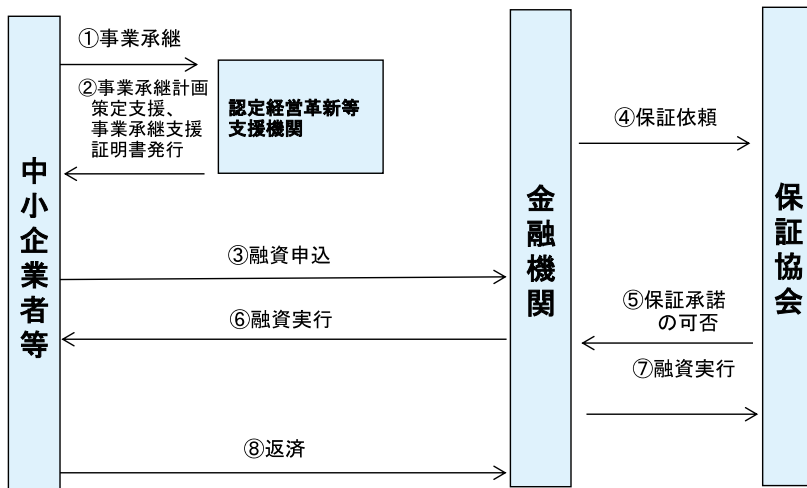 ①事業承継
②事業承継計画
策定支援、
事業承継支援
証明書発行
認定経営革新等
支援機関
④保証依頼
中小企業者等
金融機関
保証協会
③融資申込
⑤保証承諾
の可否
⑥融資実行
⑦融資実行
⑧返済